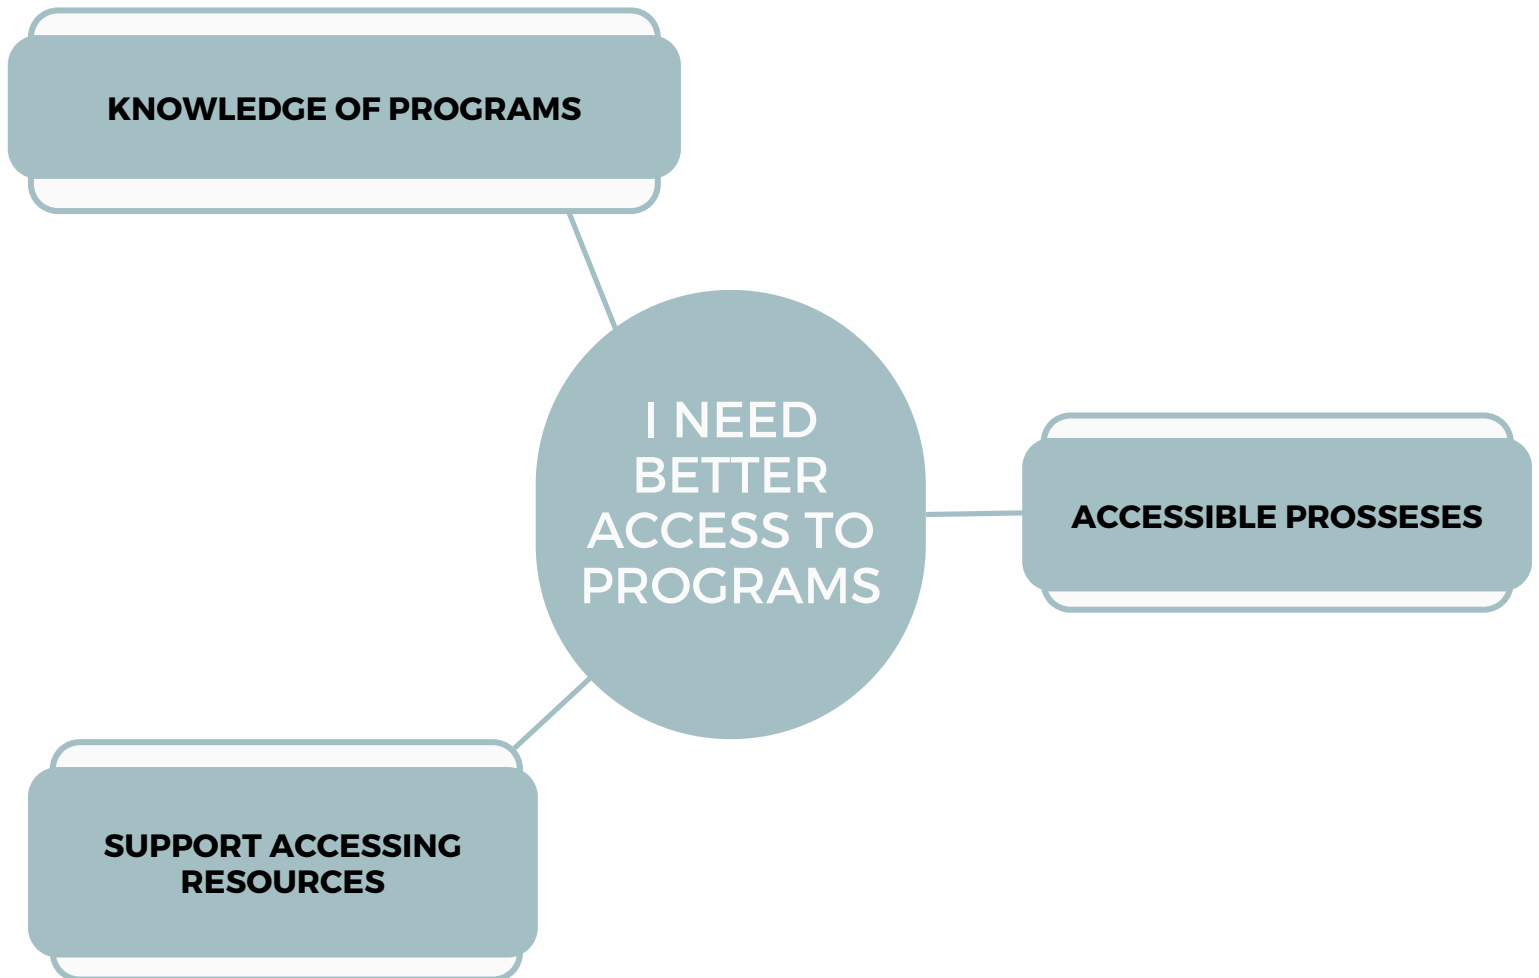 KNOWLEDGE OF PROGRAMS
I NEED
BETTER
ACCESS TO
PROGRAMS
ACCESSIBLE PROSSESES
SUPPORT ACCESSING
RESOURCES